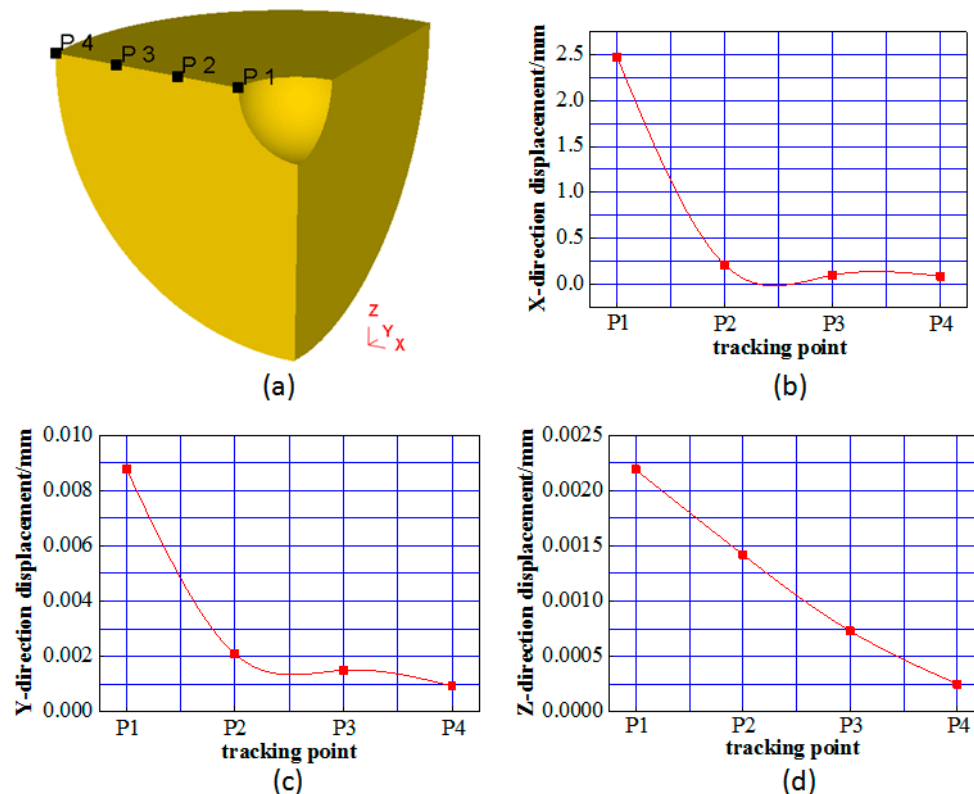 P 4
P 3
P 2
P 1
Z
Y
X
(a)
X-direction displacement/mm
2.5
2.0
1.5
1.0
0.5
0.0
P1 P2 P3 P4
tracking point
(b)
Y-direction displacement/mm
0.010
0.008
0.006
0.004
0.002
0.000
P1 P2 P3 P4
tracking point
(c)
Z-direction displacement/mm
0.0025
0.0020
0.0015
0.0010
0.0005
0.0000
P1 P2 P3 P4
tracking point
(d)